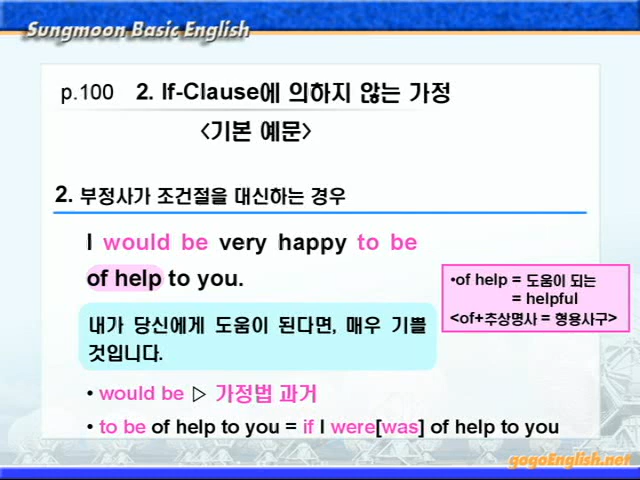 Sungmoon Basic English
p.100 2. If-Clause에 의하지 않는 가정
<기본 예문>
2. 부정사가 조건절을 대신하는 경우
I would be very happy to be
of help to you.
•of help = 도움이 되는
= helpful
<of+추상명사 = 형용사구>
내가 당신에게 도움이 된다면, 매우 기쁠
것입니다.
• would be ▷ 가정법 과거
• to be of help to you = if I were[was] of help to you
gogoEnglish.net